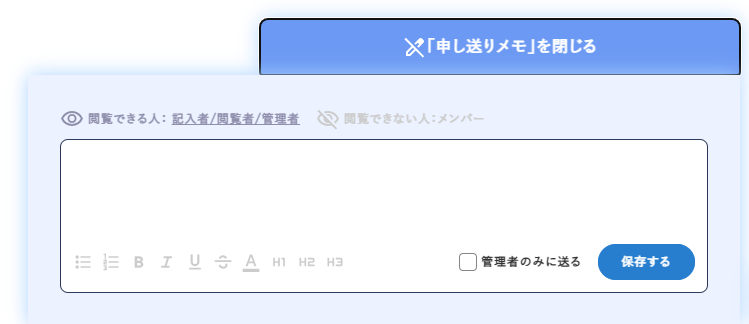 「申し送りメモ」を閉じる
閲覧できる人： 記入者/閲覧者/管理者 閲覧できない人：メンバー
B I U S A H1 H2 H3 管理者のみに送る 保存する